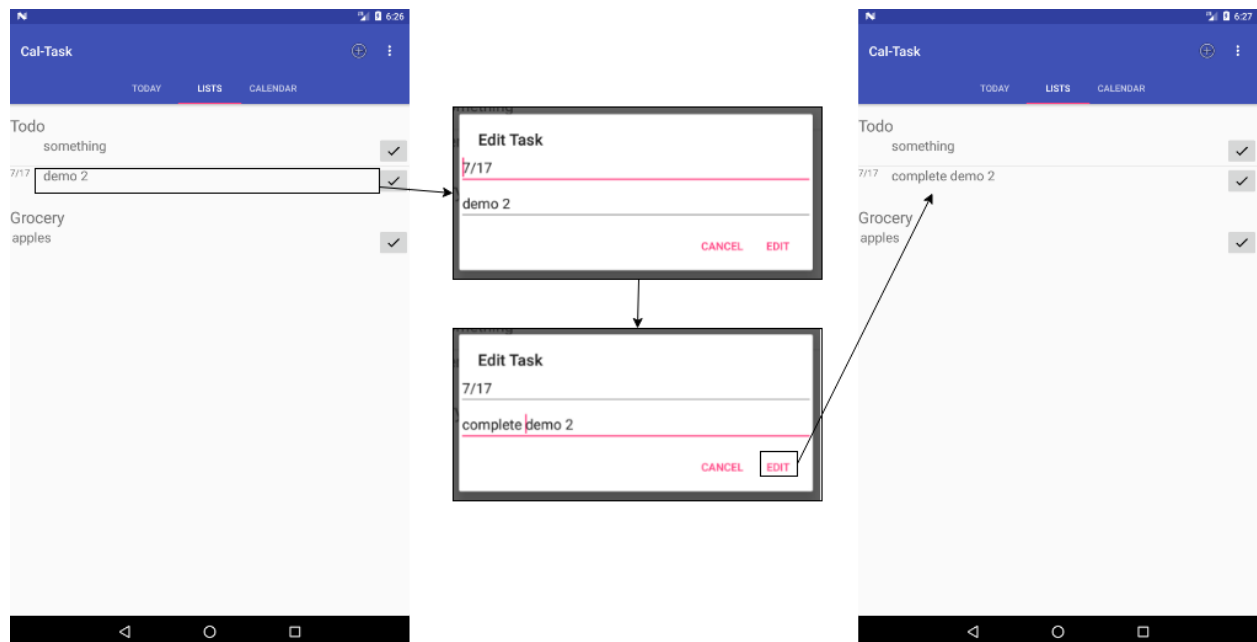 6:26
Cal-Task
TODAY LISTS CALENDAR
Todo
something
7/17 demo 2
Grocery
apples
Edit Task
7/17
demo 2
CANCEL EDIT
Edit Task
7/17
complete demo 2
CANCEL EDIT
6:27
Cal-Task
TODAY LISTS CALENDAR
Todo
something
7/17 complete demo 2
Grocery
apples